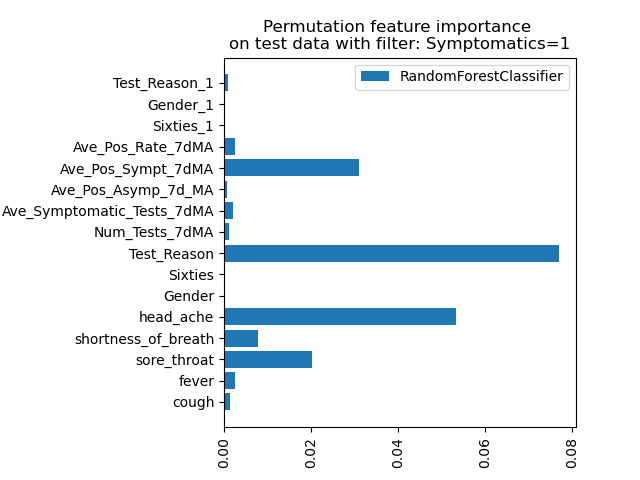 Permutation feature importance
on test data with filter: Symptomatics=1
RandomForestClassifier
Test_Reason_1
Gender_1
Sixties_1
Ave_Pos_Rate_7dMA
Ave_Pos_Sympt_7dMA
Ave_Pos_Asymp_7d_MA
Ave_Symptomatic_Tests_7dMA
Num_Tests_7dMA
Test_Reason
Sixties
Gender
head_ache
shortness_of_breath
sore_throat
fever
cough
0.00
0.02
0.04
0.06
0.08